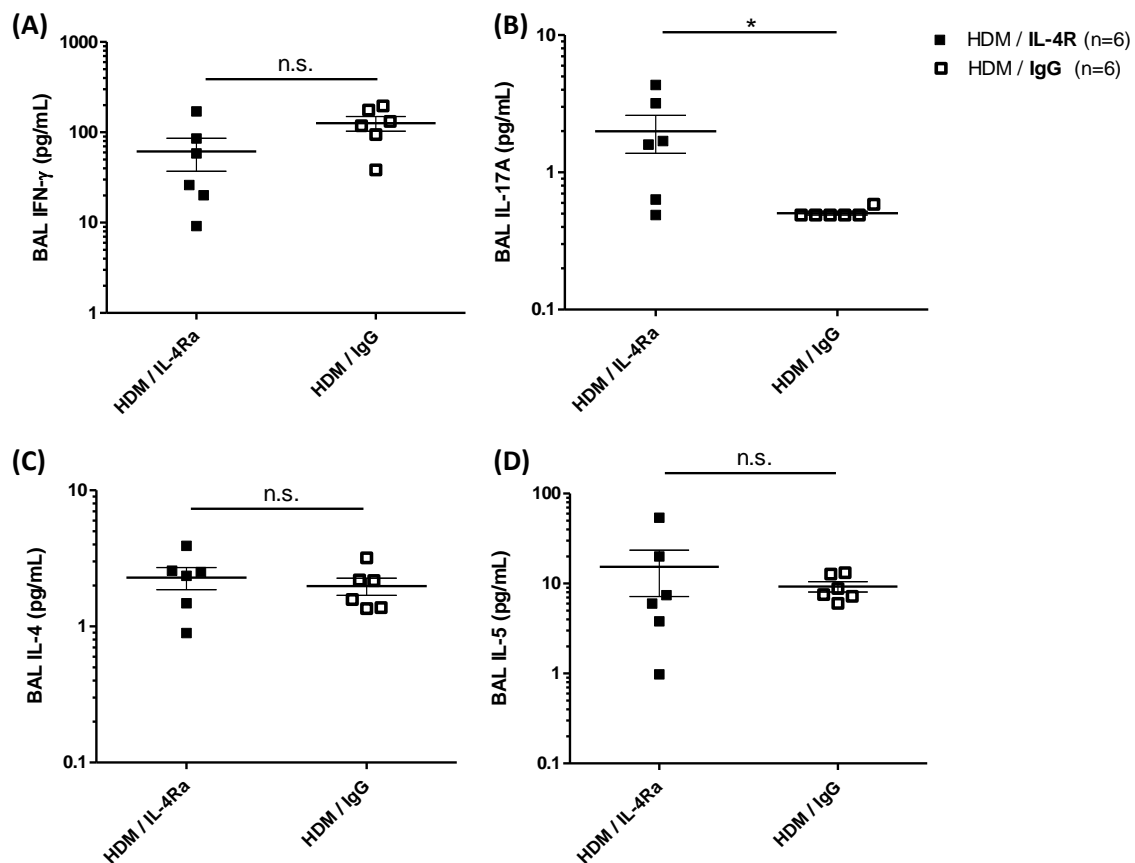 (A)
1000
100
10
1
BAL IFN-γ (pg/mL)
n.s.
HDM / IL-4Ra
HDM / IgG
(B)
10
1
0.1
BAL IL-17A (pg/mL)
*
HDM / IL-4Ra
HDM / IgG
HDM / IL-4R (n=6)
HDM / IgG (n=6)
(C)
10
1
0.1
BAL IL-4 (pg/mL)
n.s.
HDM / IL-4Ra
HDM / IgG
(D)
100
10
1
0.1
BAL IL-5 (pg/mL)
n.s.
HDM / IL-4Ra
HDM / IgG